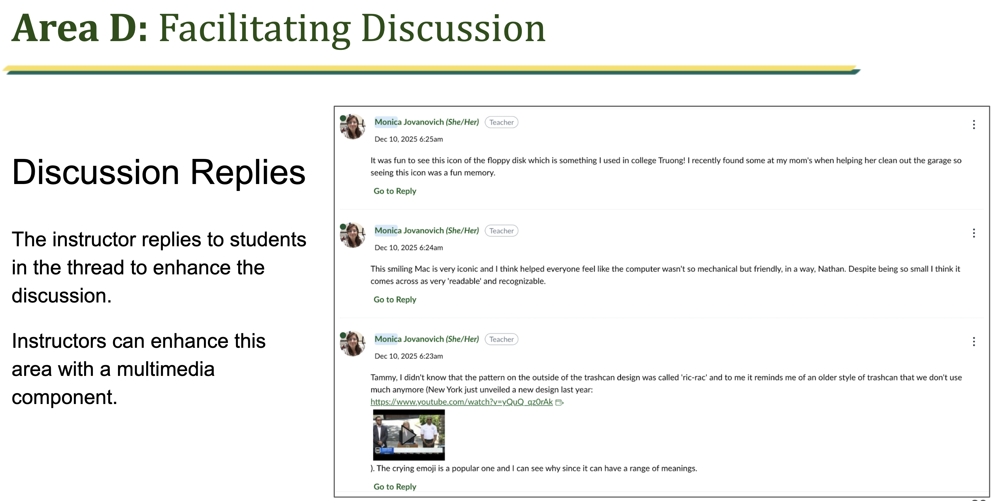 Area D: Facilitating Discussion
Discussion Replies
The instructor replies to students
in the thread to enhance the
discussion.
Instructors can enhance this
area with a multimedia
component.
Monica Jovanovich (She/Her) Teacher
Dec 10, 2025 6:25am
It was fun to see this icon of the floppy disk which is something I used in college Truong! I recently found some at my mom's when helping her clean out the garage so
seeing this icon was a fun memory.
Go to Reply
Monica Jovanovich (She/Her) Teacher
Dec 10, 2025 6:24am
This smiling Mac is very iconic and I think helped everyone feel like the computer wasn't so mechanical but friendly, in a way, Nathan. Despite being so small I think it
comes across as very 'readable' and recognizable.
Go to Reply
Monica Jovanovich (She/Her) Teacher
Dec 10, 2025 6:23am
Tammy, I didn't know that the pattern on the outside of the trashcan design was called 'ric-rac' and to me it reminds me of an older style of trashcan that we don't use
much anymore (New York just unveiled a new design last year:
https://www.youtube.com/watch?v=yQuQ_qz0rAk
). The crying emoji is a popular one and I can see why since it can have a range of meanings.
Go to Reply